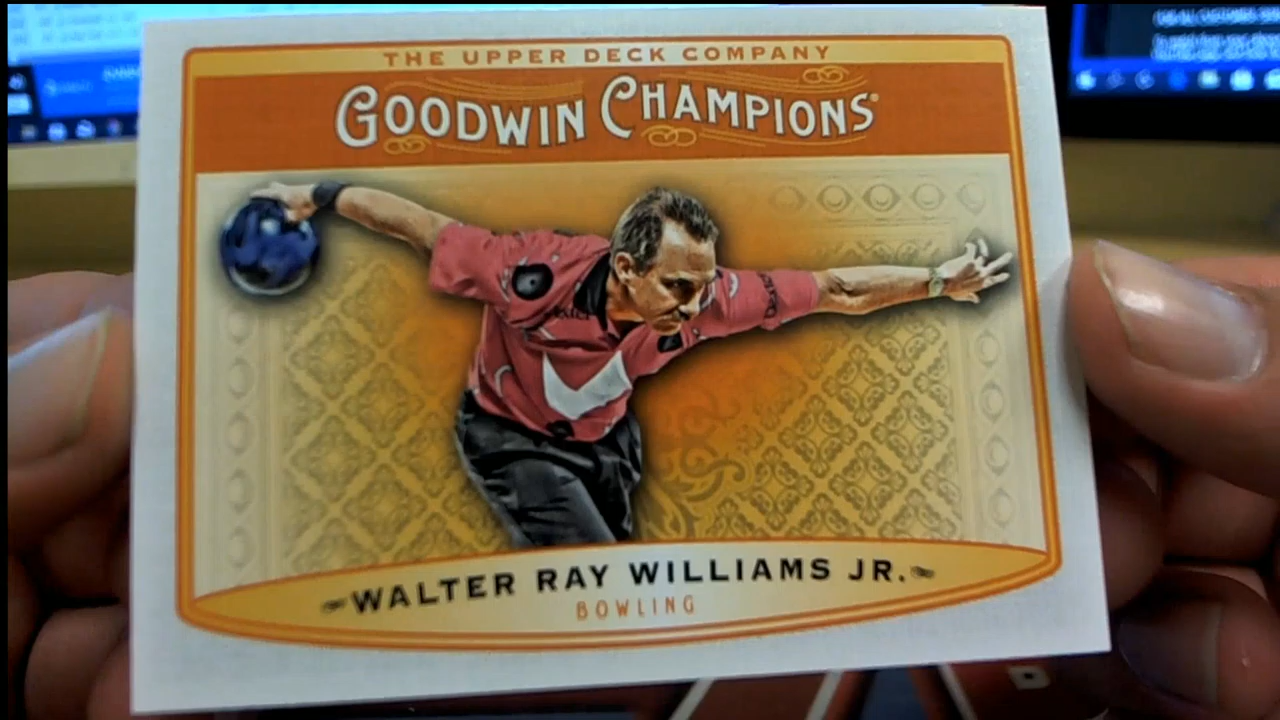 THE UPPER DECK COMPANY
GOODWIN CHAMPIONS®
WALTER RAY WILLIAMS JR.
BOWLING